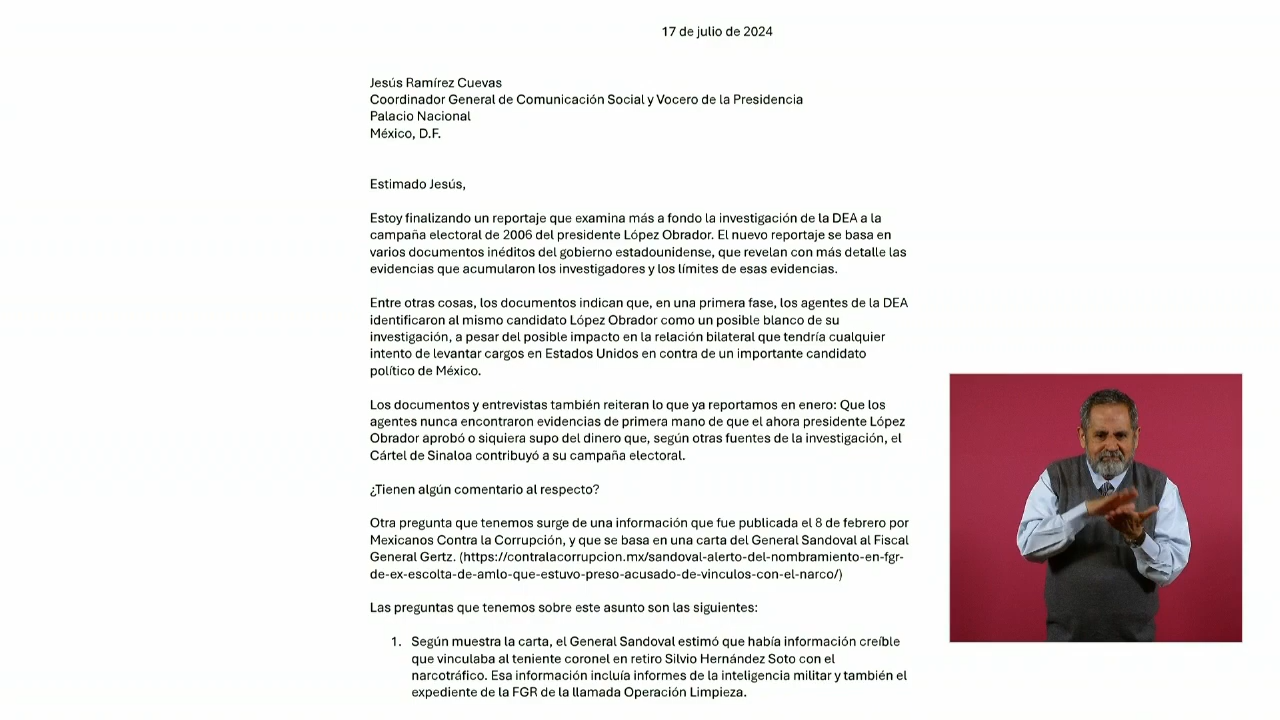 17 de julio de 2024
Jesús Ramírez Cuevas
Coordinador General de Comunicación Social y Vocero de la Presidencia
Palacio Nacional
México, D.F.
Estimado Jesús,
Estoy finalizando un reportaje que examina más a fondo la investigación de la DEA a la
campaña electoral de 2006 del presidente López Obrador. El nuevo reportaje se basa en
varios documentos inéditos del gobierno estadounidense, que revelan con más detalle las
evidencias que acumularon los investigadores y los límites de esas evidencias.
Entre otras cosas, los documentos indican que, en una primera fase, los agentes de la DEA
identificaron al mismo candidato López Obrador como un posible blanco de su
investigación, a pesar del posible impacto en la relación bilateral que tendría cualquier
intento de levantar cargos en Estados Unidos en contra de un importante candidato
político de México.
Los documentos y entrevistas también reiteran lo que ya reportamos en enero: Que los
agentes nunca encontraron evidencias de primera mano de que el ahora presidente López
Obrador aprobó o siquiera supo del dinero que, según otras fuentes de la investigación, el
Cártel de Sinaloa contribuyó a su campaña electoral.
¿Tienen algún comentario al respecto?
Otra pregunta que tenemos surge de una información que fue publicada el 8 de febrero por
Mexicanos Contra la Corrupción, y que se basa en una carta del General Sandoval al Fiscal
General Gertz. (https://contralacorrupcion.mx/sandoval-alerto-del-nombramiento-en-fgr-
de-ex-escolta-de-amlo-que-estuvo-preso-acusado-de-vinculos-con-el-narco/)
Las preguntas que tenemos sobre este asunto son las siguientes:
1. Según muestra la carta, el General Sandoval estimó que había información creíble
que vinculaba al teniente coronel en retiro Silvio Hernández Soto con el
narcotráfico. Esa información incluía informes de la inteligencia militar y también el
expediente de la FGR de la llamada Operación Limpieza.